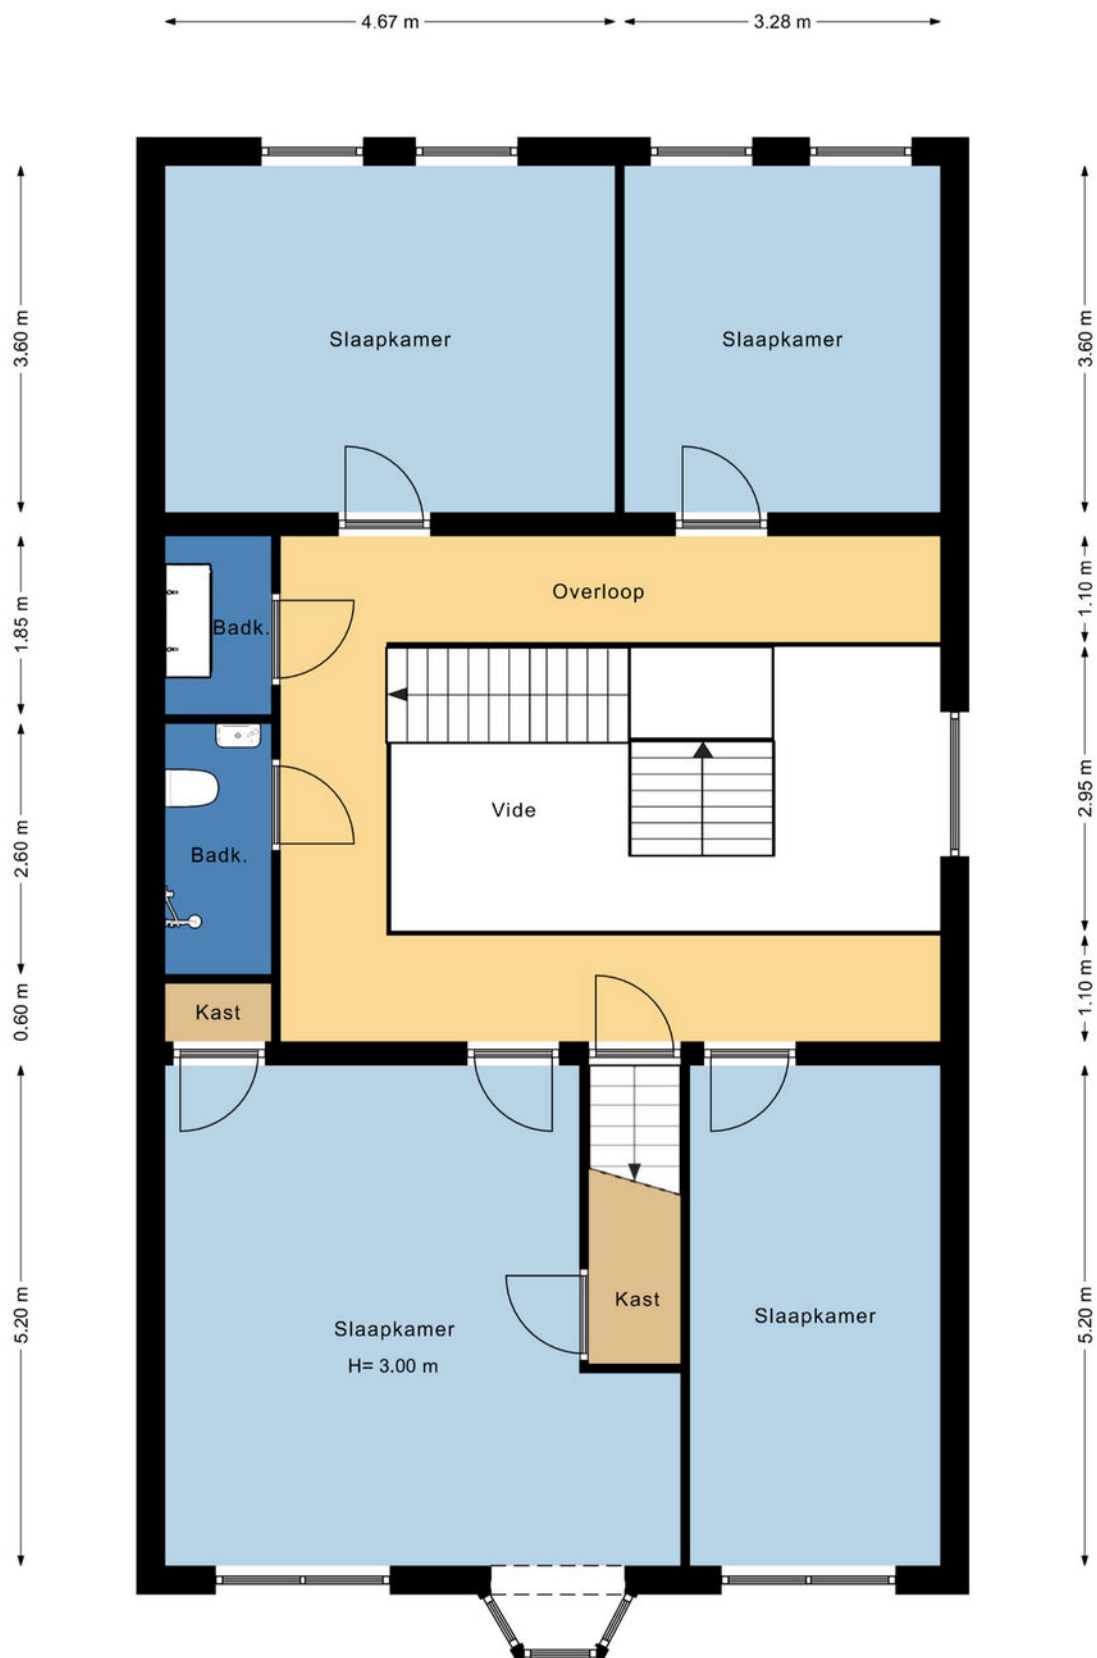 4.67 m
3.28 m
3.60 m
Slaapkamer
Slaapkamer
3.60 m
Overloop
1.10 m
1.85 m
Badk.
Vide
2.95 m
2.60 m
Badk.
0.60 m
Kast
1.10 m
5.20 m
Slaapkamer
H= 3.00 m
Kast
Slaapkamer
5.20 m